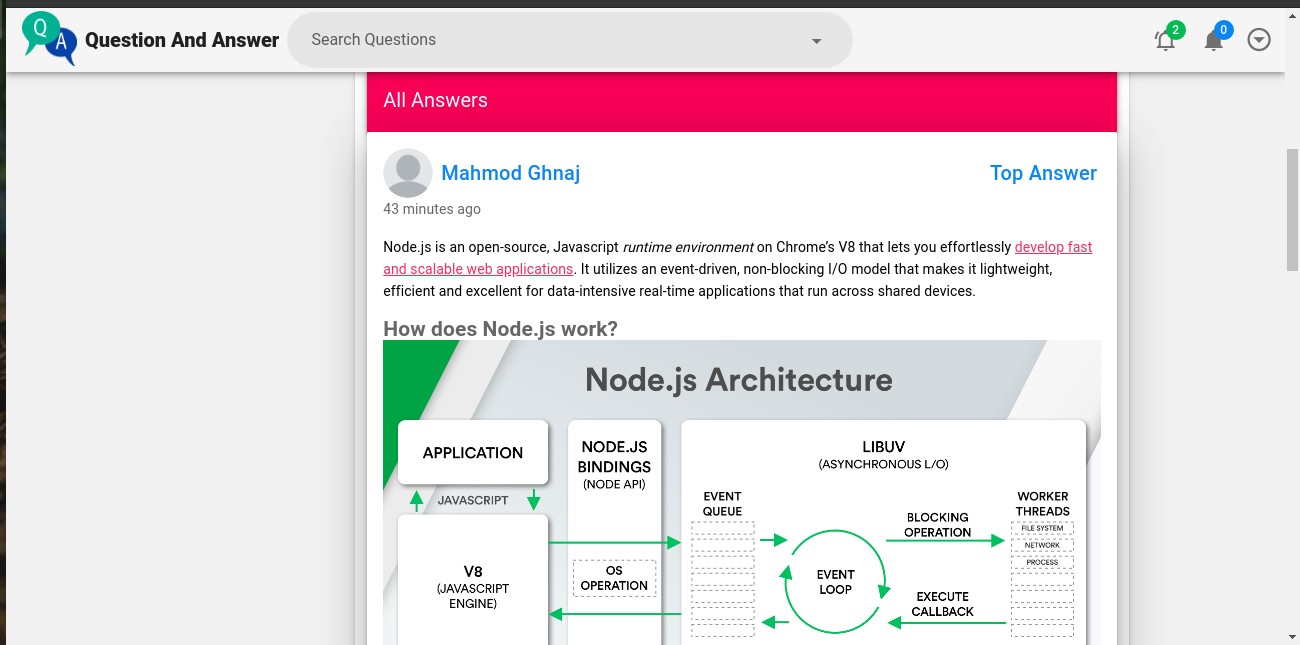 Q
A
Question And Answer
Search Questions
2
0
All Answers
Mahmod Ghnaj
Top Answer
43 minutes ago
Node.js is an open-source, Javascript runtime environment on Chrome’s V8 that lets you effortlessly develop fast
and scalable web applications. It utilizes an event-driven, non-blocking I/O model that makes it lightweight,
efficient and excellent for data-intensive real-time applications that run across shared devices.
How does Node.js work?
Node.js Architecture
APPLICATION
JAVASCRIPT
V8
(JAVASCRIPT
ENGINE)
NODE.JS
BINDINGS
(NODE API)
OS
OPERATION
LIBUV
(ASYNCHRONOUS L/O)
EVENT
QUEUE
EVENT
LOOP
BLOCKING
OPERATION
EXECUTE
CALLBACK
WORKER
THREADS
FILE SYSTEM
NETWORK
PROCESS